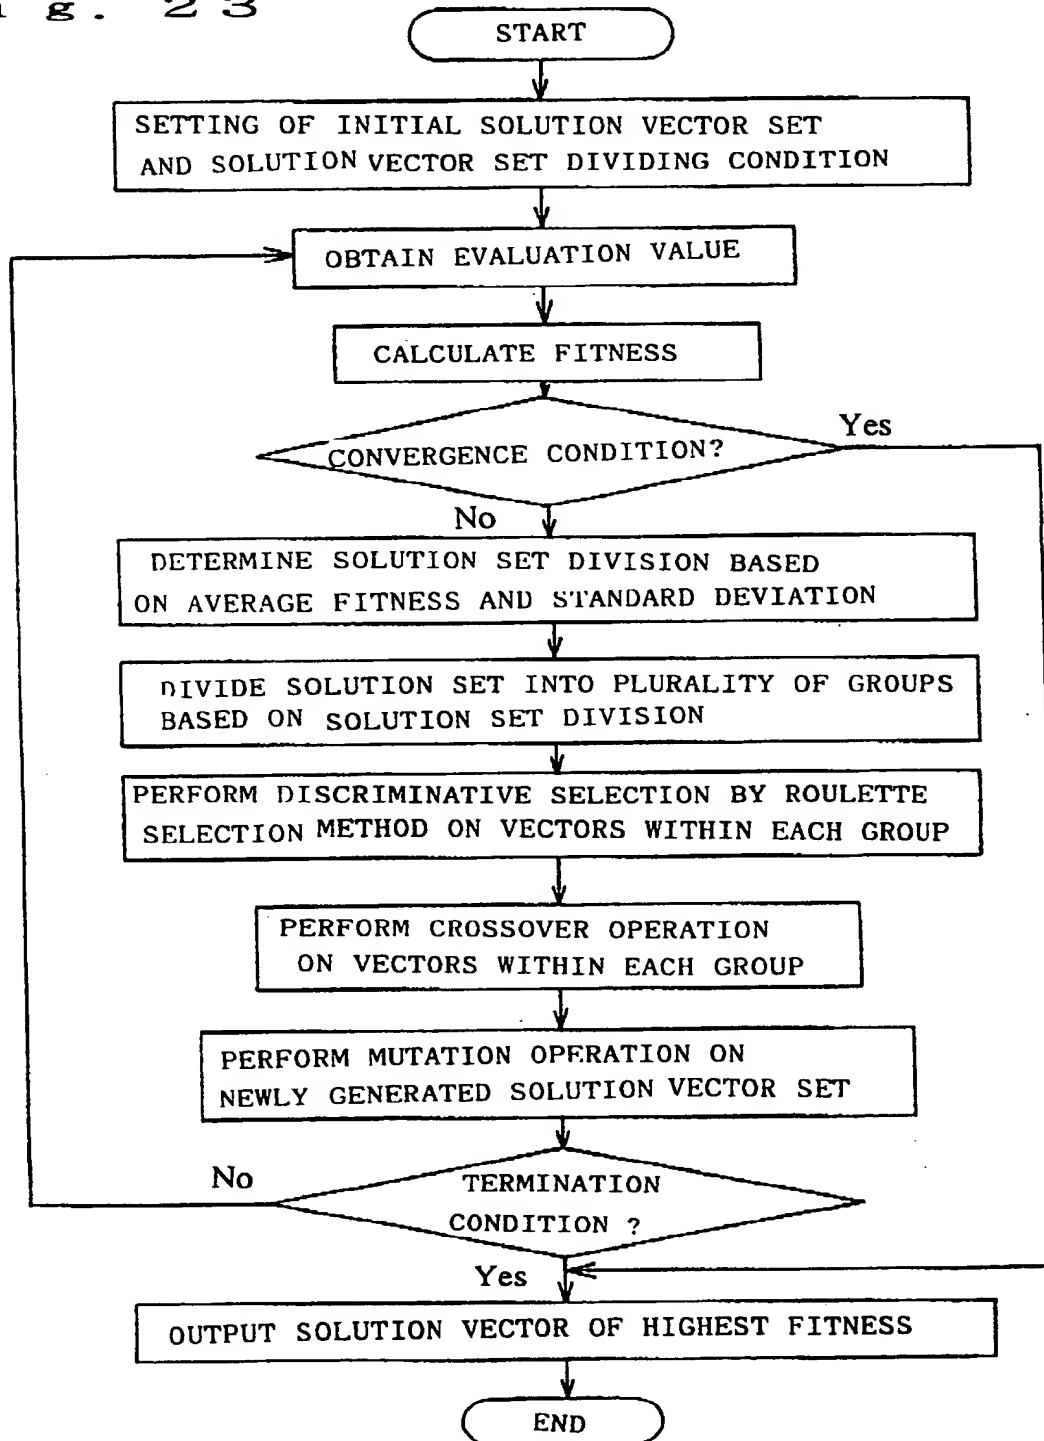 ig. 23
START
SETTING OF INITIAL SOLUTION VECTOR SET
AND SOLUTION VECTOR SET DIVIDING CONDITION
OBTAIN EVALUATION VALUE
CALCULATE FITNESS
CONVERGENCE CONDITION?
Yes
No
DETERMINE SOLUTION SET DIVISION BASED
ON AVERAGE FITNESS AND STANDARD DEVIATION
DIVIDE SOLUTION SET INTO PLURALITY OF GROUPS
BASED ON SOLUTION SET DIVISION
PERFORM DISCRIMINATIVE SELECTION BY ROULETTE
SELECTION METHOD ON VECTORS WITHIN EACH GROUP
PERFORM CROSSOVER OPERATION
ON VECTORS WITHIN EACH GROUP
PERFORM MUTATION OPERATION ON
NEWLY GENERATED SOLUTION VECTOR SET
No
TERMINATION
CONDITION ?
Yes
OUTPUT SOLUTION VECTOR OF HIGHEST FITNESS
END